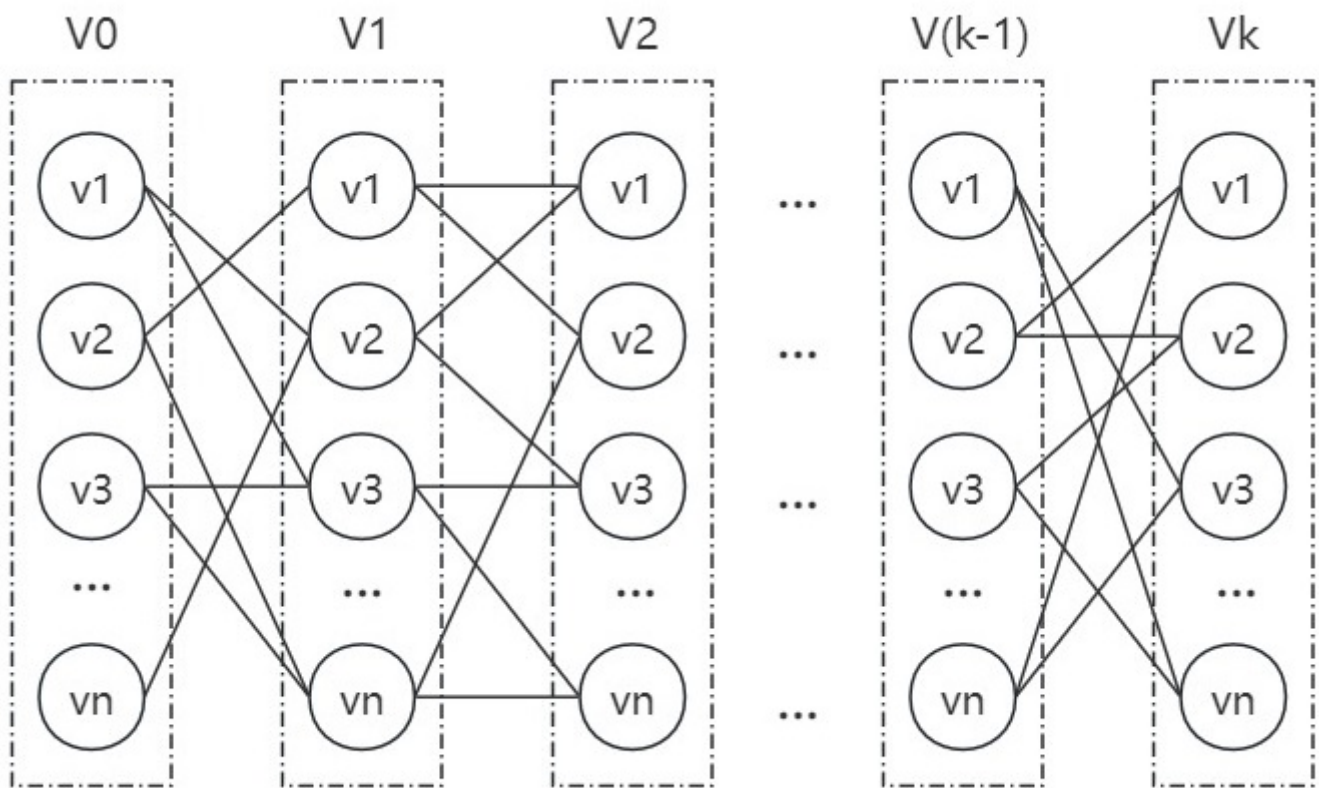 V0 V1 V2 V(k-1) Vk
v1 v1 v1 ... v1 v1
v2 v2 v2 ... v2 v2
v3 v3 v3 ... v3 v3
... ... ... ... ...
vn vn vn ... vn vn